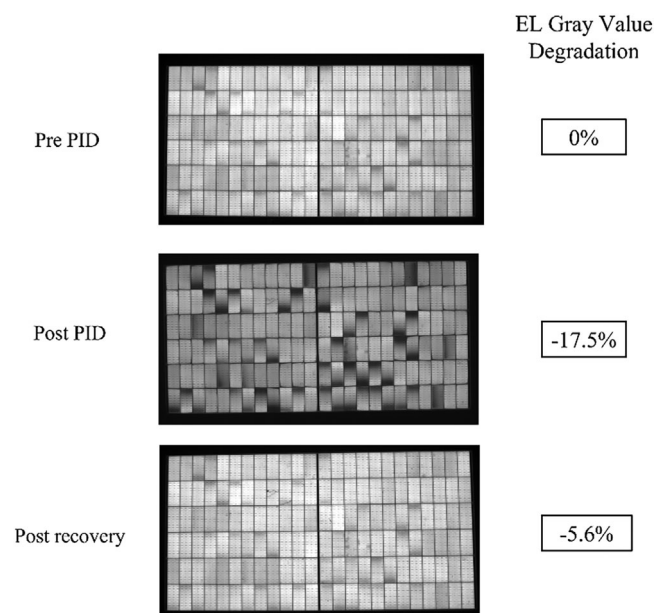 EL Gray Value
Degradation
Pre PID
0%
Post PID
-17.5%
Post recovery
-5.6%